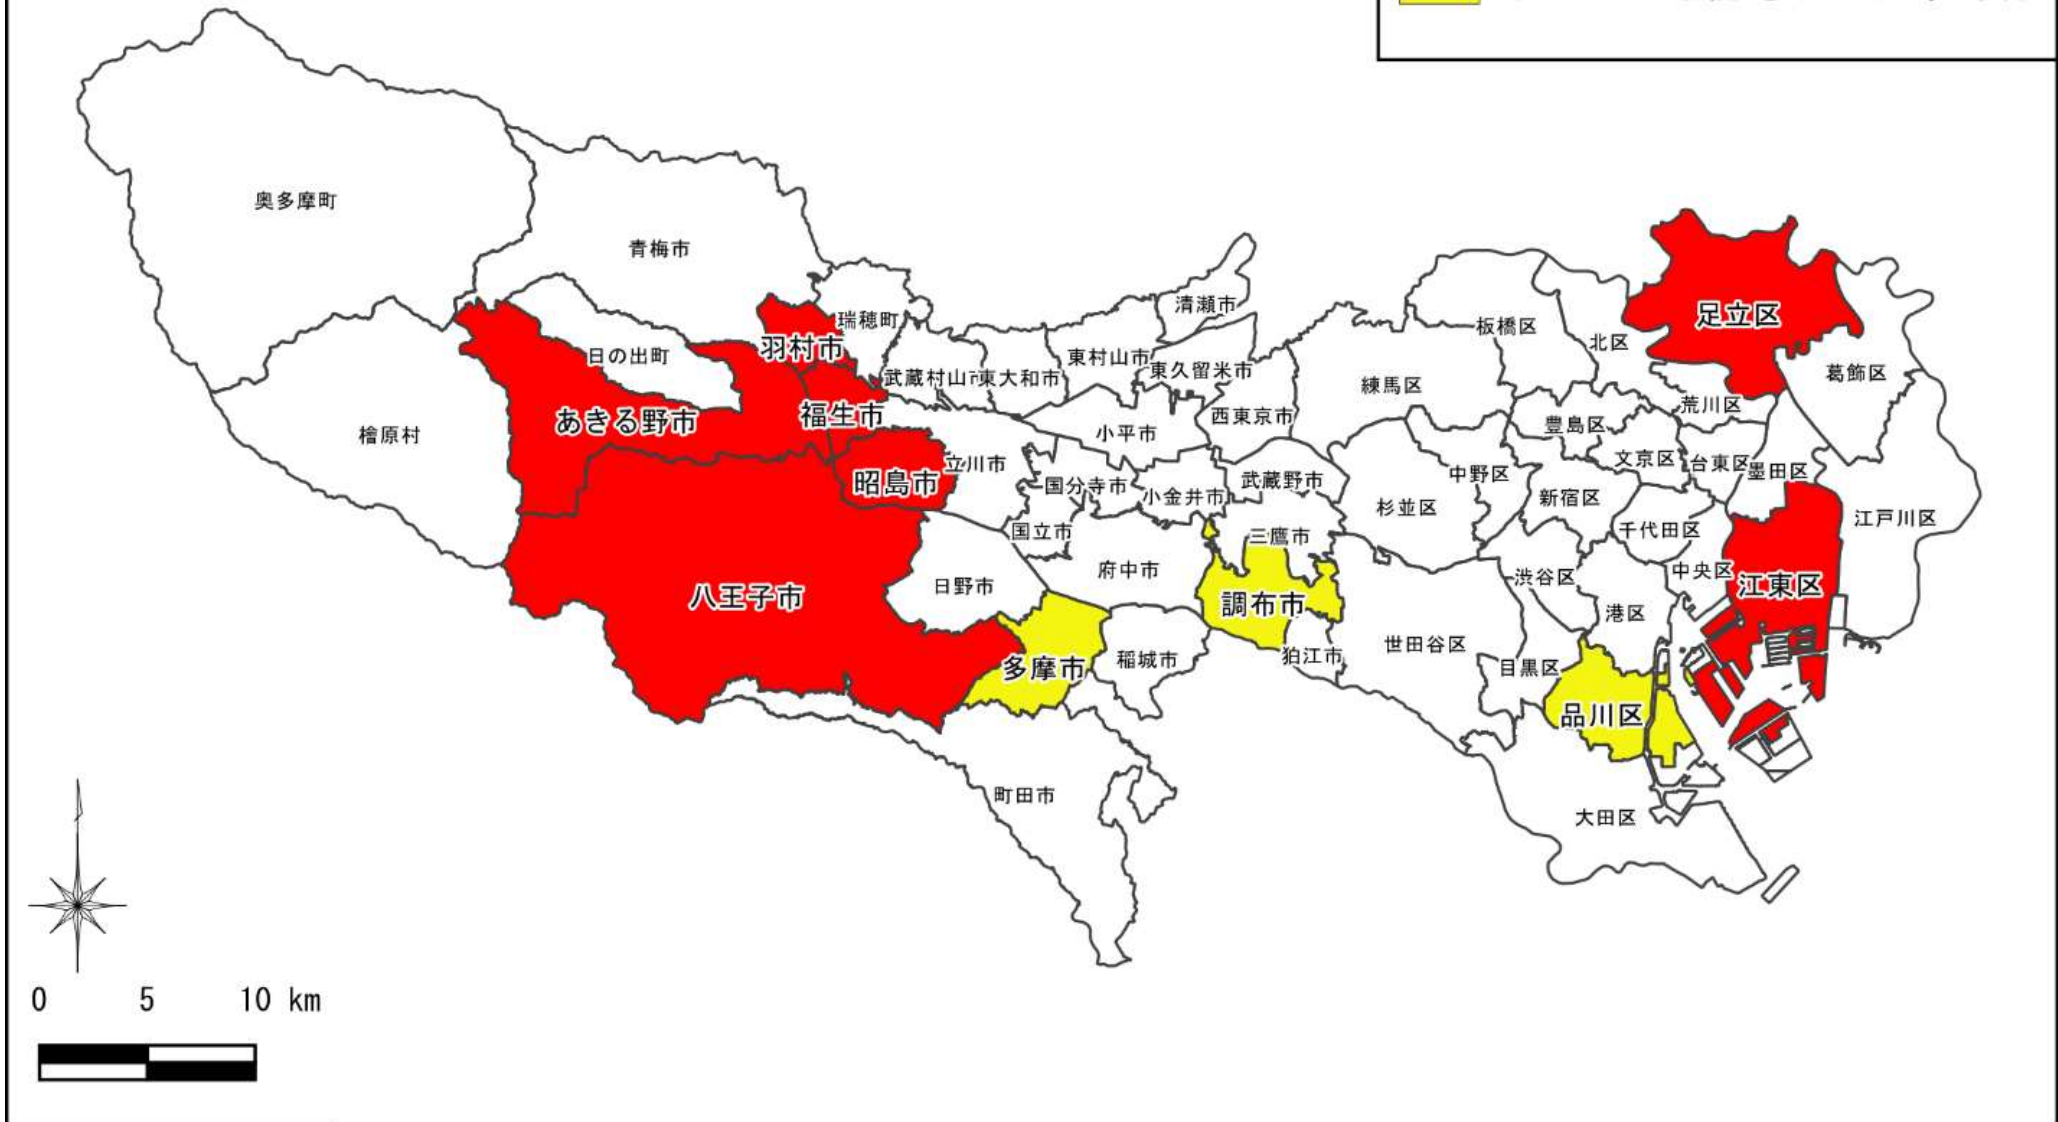 奥多摩町
青梅市
清瀬市
瑞穂町
足立区
板橋区
北区
羽村市
日の出町
東村山市
東久留米市
武蔵村山市
東大和市
練馬区
葛飾区
荒川区
あきる野市
福生市
西東京市
豊島区
檜原村
小平市
文京区
台東区
墨田区
立川市
昭島市
武蔵野市
中野区
国分寺市
小金井市
新宿区
杉並区
江戸川区
国立市
三鷹市
千代田区
府中市
中央区
渋谷区
江東区
日野市
八王子市
調布市
港区
世田谷区
狛江市
稲城市
多摩市
目黒区
品川区
町田市
大田区
0 5 10 km